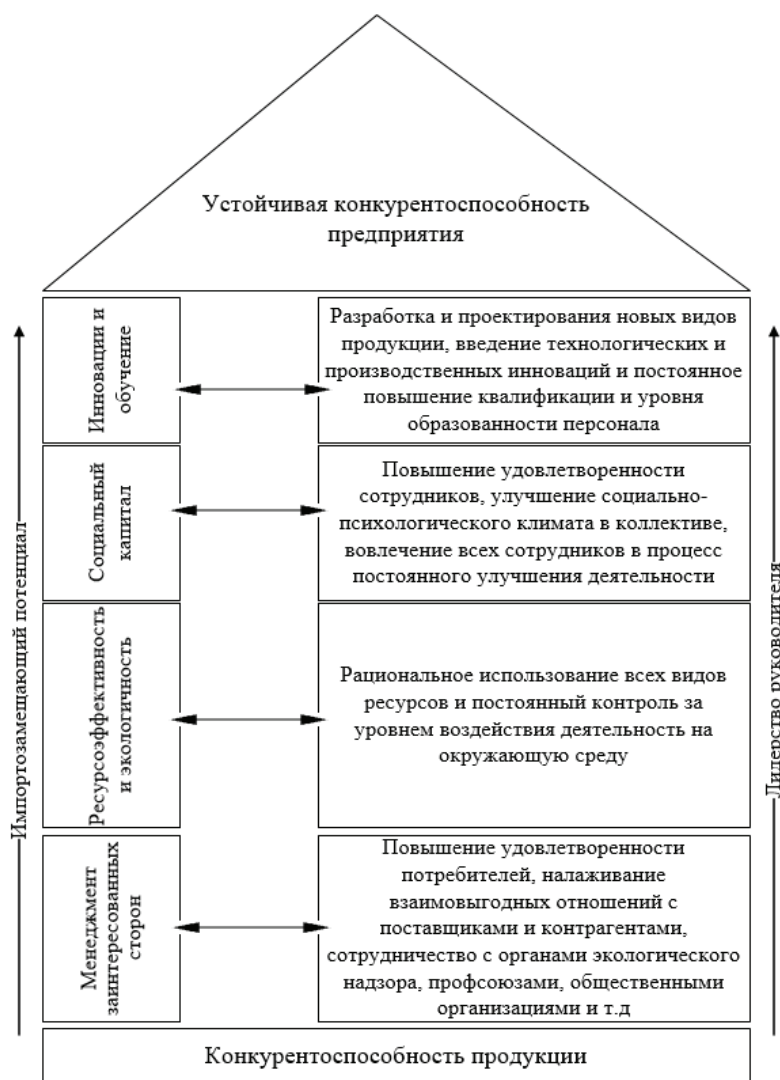 Устойчивая конкурентоспособность
предприятия
Импортозамещающий потенциал
Инновации и
обучение
Разработка и проектирования новых видов
продукции, введение технологических и
производственных инноваций и постоянное
повышение квалификации и уровня
образованности персонала
Социальный
капитал
Повышение удовлетворенности
сотрудников, улучшение социально-
психологического климата в коллективе,
вовлечение всех сотрудников в процесс
постоянного улучшения деятельности
Ресурсоэффективность
и экологичность
Рациональное использование всех видов
ресурсов и постоянный контроль за
уровнем воздействия деятельность на
окружающую среду
Менеджмент
заинтересованных
сторон
Повышение удовлетворенности
потребителей, налаживание
взаимовыгодных отношений с
поставщиками и контрагентами,
сотрудничество с органами экологического
надзора, профсоюзами, общественными
организациями и т.д
Лидерство руководителя
Конкурентоспособность продукции